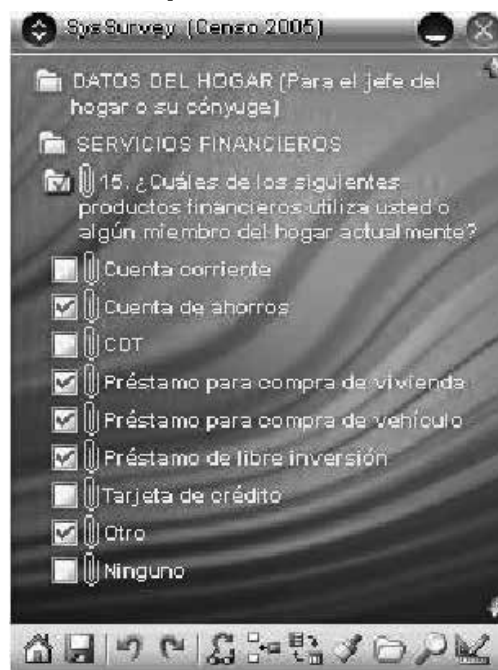 SysSurvey (Censo 2005)
DATOS DEL HOGAR (Para el jefe del
hogar o su cónyuge)
SERVICIOS FINANCIEROS
15. ¿Cuáles de los siguientes
productos financieros utiliza usted o
algún miembro del hogar actualmente?
Cuenta corriente
Cuenta de ahorros
CDT
Préstamo para compra de vivienda
Préstamo para compra de vehículo
Préstamo de libre inversión
Tarjeta de crédito
Otro
Ninguno